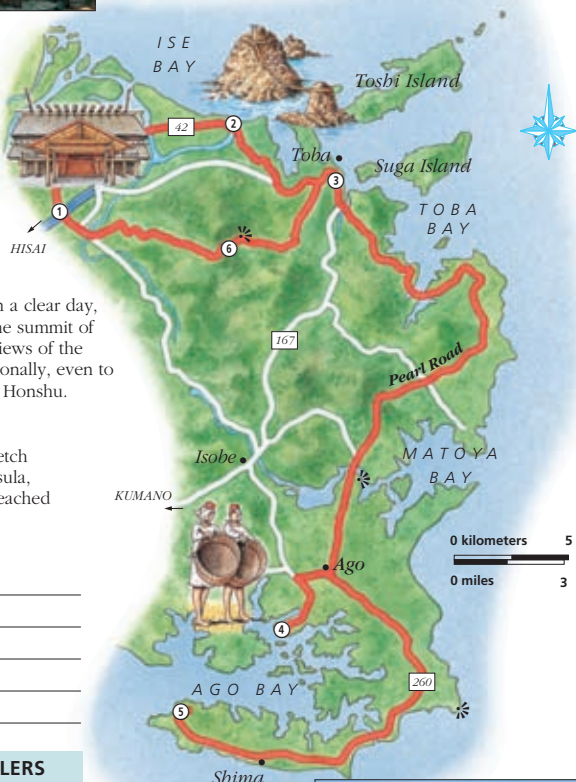 ISE
BAY
Toshi Island
42
2
Toba
3
Suga Island
1
HISAI
TOBA
BAY
6
n a clear day,
he summit of
iews of the
onally, even to
Honshu.
167
Pearl Road
etch
sula,
eached
Isobe
MATOYA
BAY
KUMANO
0 kilometers 5
0 miles 3
Ago
4
260
AGO BAY
5
LERS
Shima